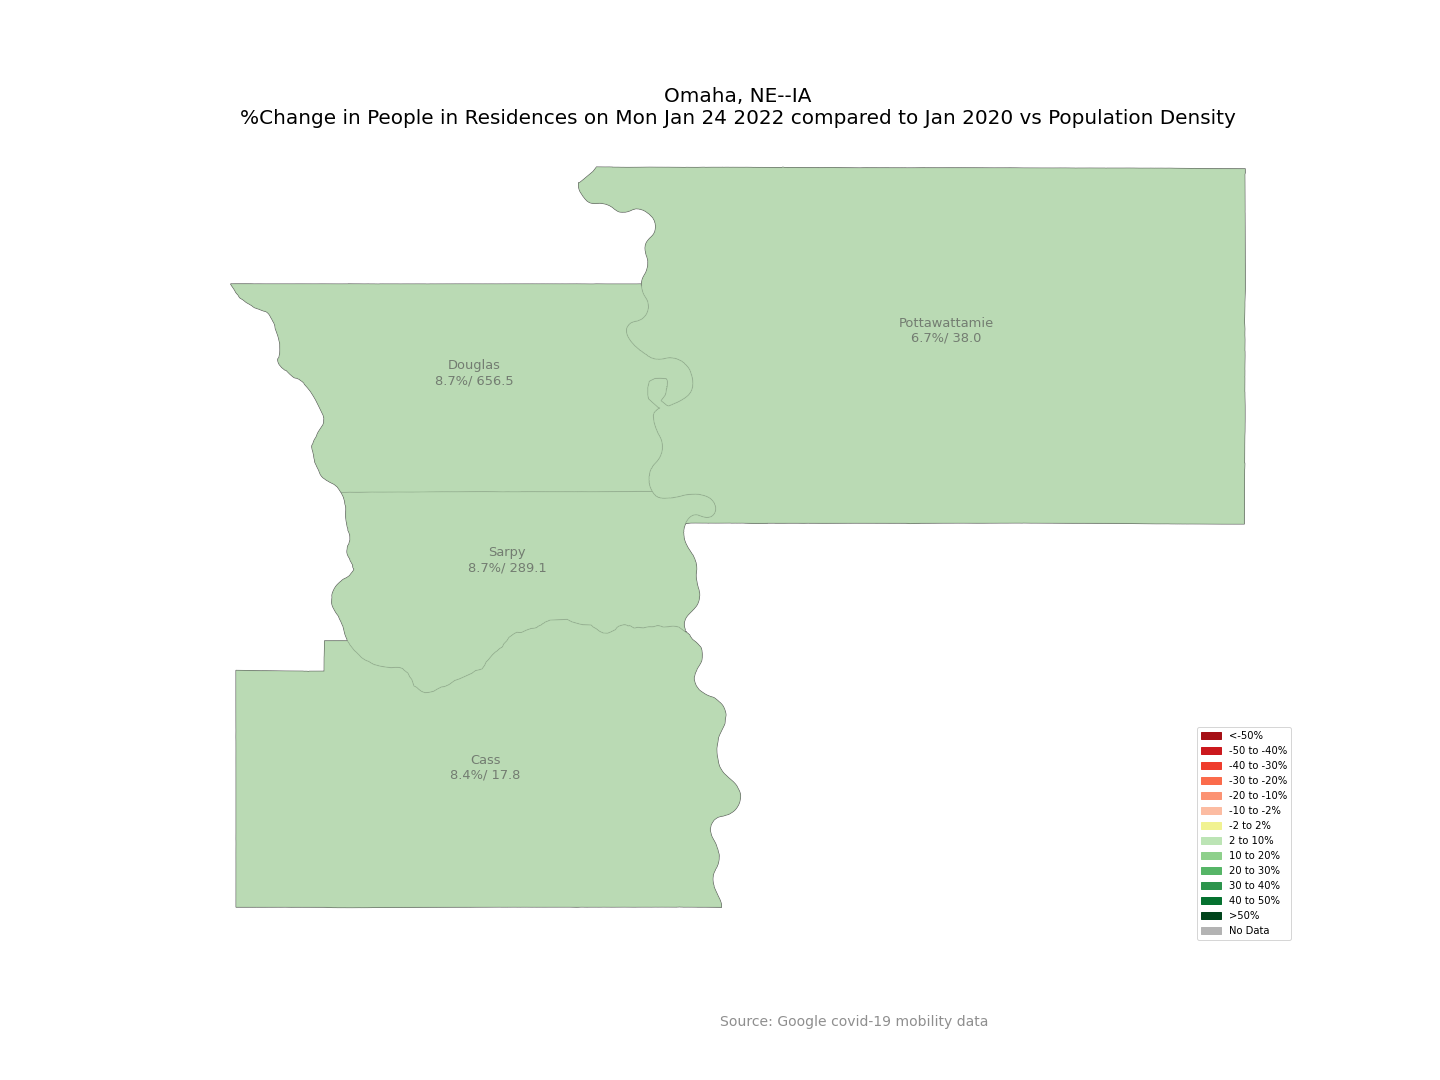 Omaha, NE--IA
%Change in People in Residences on Mon Jan 24 2022 compared to Jan 2020 vs Population Density
Pottawattamie
6.7%/ 38.0
Douglas
8.7%/ 656.5
Sarpy
8.7%/ 289.1
Cass
8.4%/ 17.8
<-50%
-50 to -40%
-40 to -30%
-30 to -20%
-20 to -10%
-10 to -2%
-2 to 2%
2 to 10%
10 to 20%
20 to 30%
30 to 40%
40 to 50%
>50%
No Data
Source: Google covid-19 mobility data